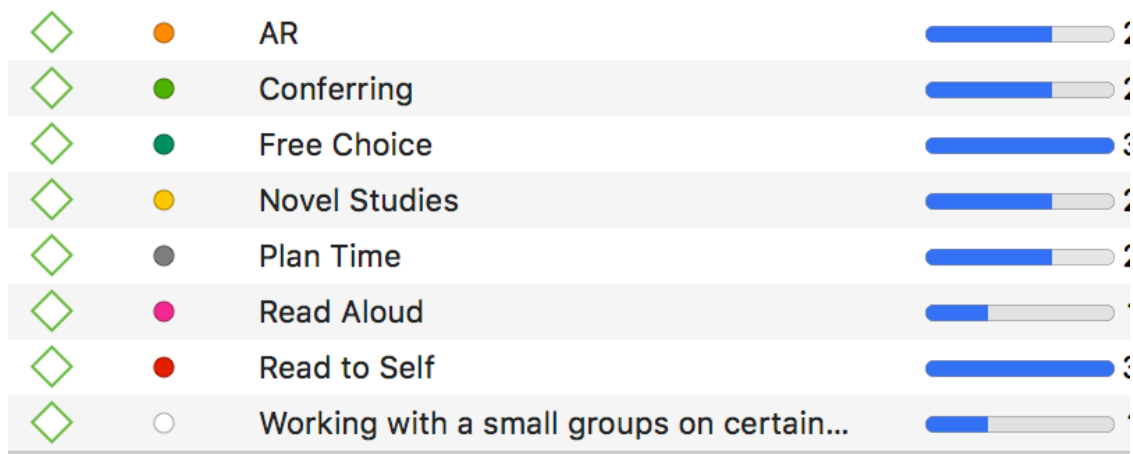 AR
Conferring
Free Choice
Novel Studies
Plan Time
Read Aloud
Read to Self
Working with a small groups on certain...